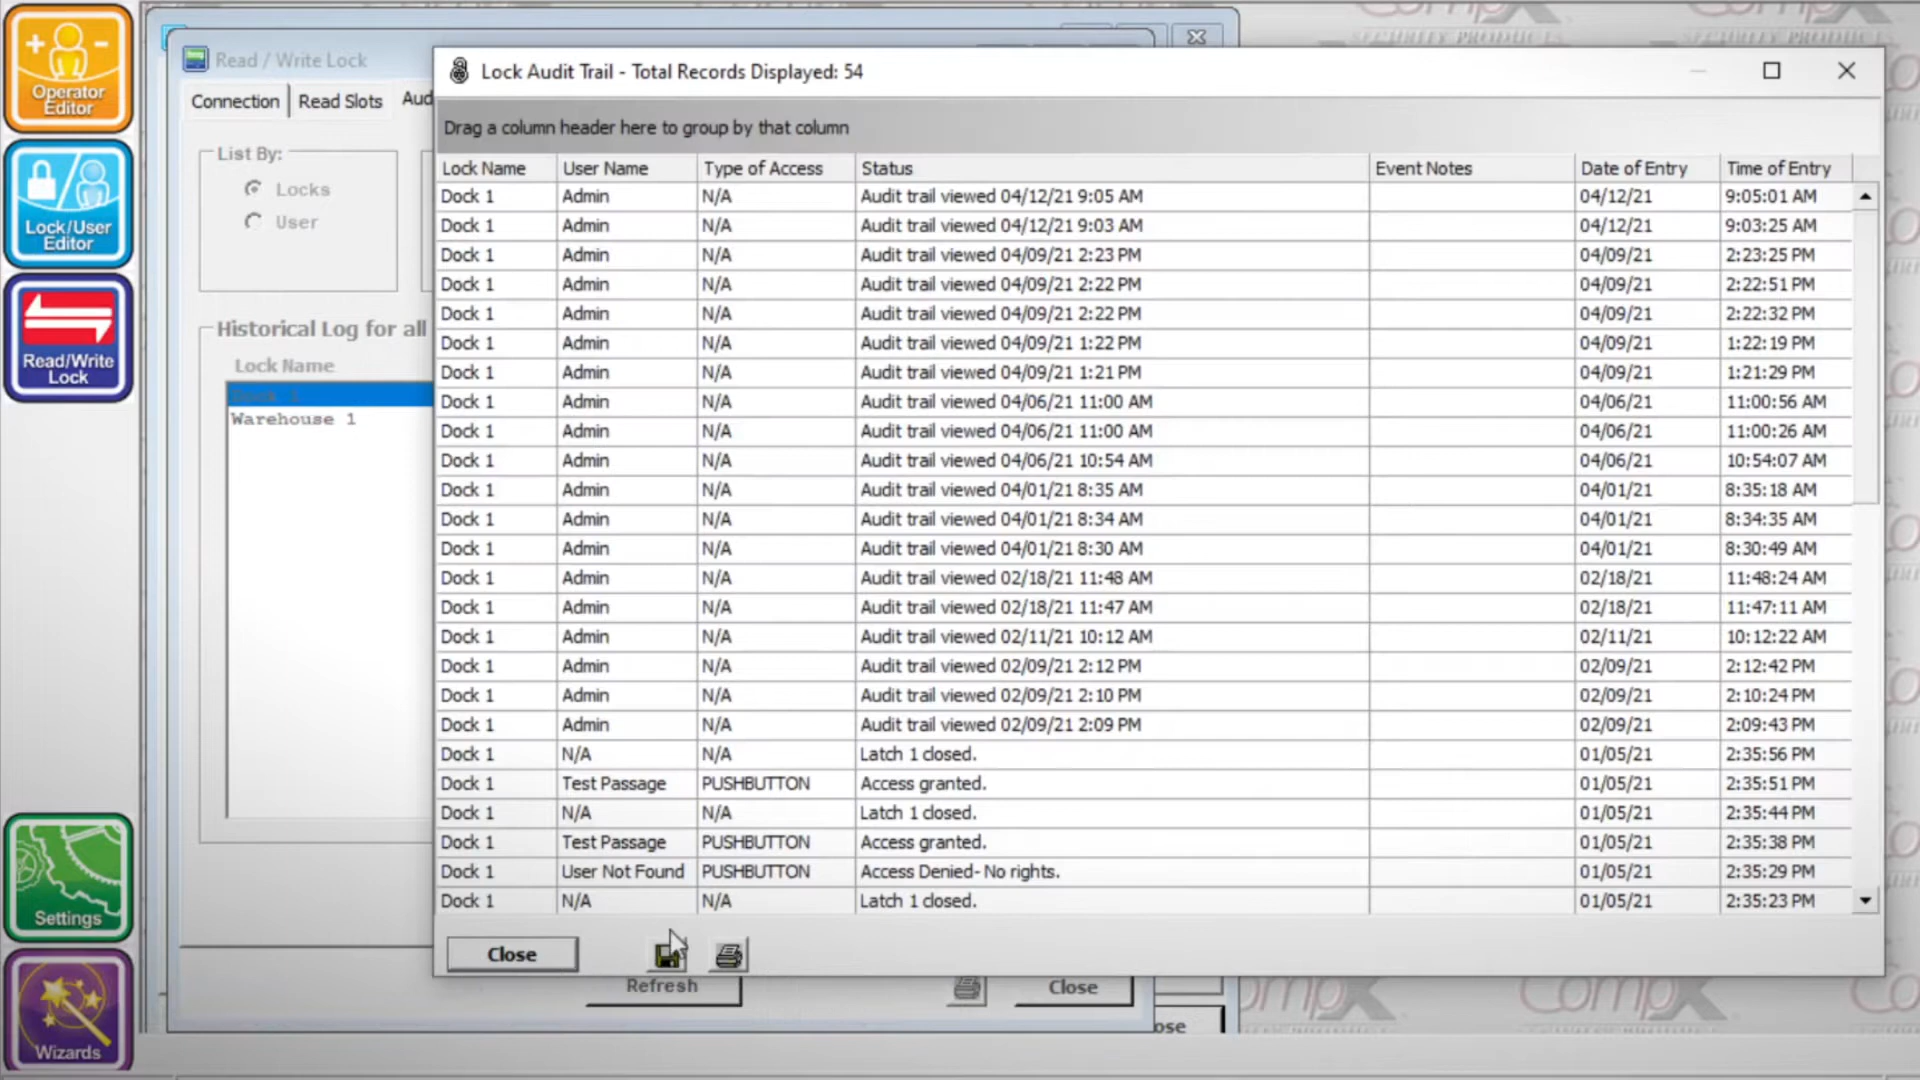 + -
Operator
Editor
Lock/User
Editor
Read/Write
Lock
Settings
Wizards
Read / Write Lock
Connection
Read Slots
Aud
List By:
Locks
User
Historical Log for all
Lock Name
Dock 1
Warehouse 1
Refresh
Close
ose
Lock Audit Trail - Total Records Displayed: 54
Drag a column header here to group by that column
Lock Name User Name Type of Access Status Event Notes Date of Entry Time of Entry
Dock 1 Admin N/A Audit trail viewed 04/12/21 9:05 AM 04/12/21 9:05:01 AM
Dock 1 Admin N/A Audit trail viewed 04/12/21 9:03 AM 04/12/21 9:03:25 AM
Dock 1 Admin N/A Audit trail viewed 04/09/21 2:23 PM 04/09/21 2:23:25 PM
Dock 1 Admin N/A Audit trail viewed 04/09/21 2:22 PM 04/09/21 2:22:51 PM
Dock 1 Admin N/A Audit trail viewed 04/09/21 2:22 PM 04/09/21 2:22:32 PM
Dock 1 Admin N/A Audit trail viewed 04/09/21 1:22 PM 04/09/21 1:22:19 PM
Dock 1 Admin N/A Audit trail viewed 04/09/21 1:21 PM 04/09/21 1:21:29 PM
Dock 1 Admin N/A Audit trail viewed 04/06/21 11:00 AM 04/06/21 11:00:56 AM
Dock 1 Admin N/A Audit trail viewed 04/06/21 11:00 AM 04/06/21 11:00:26 AM
Dock 1 Admin N/A Audit trail viewed 04/06/21 10:54 AM 04/06/21 10:54:07 AM
Dock 1 Admin N/A Audit trail viewed 04/01/21 8:35 AM 04/01/21 8:35:18 AM
Dock 1 Admin N/A Audit trail viewed 04/01/21 8:34 AM 04/01/21 8:34:35 AM
Dock 1 Admin N/A Audit trail viewed 04/01/21 8:30 AM 04/01/21 8:30:49 AM
Dock 1 Admin N/A Audit trail viewed 02/18/21 11:48 AM 02/18/21 11:48:24 AM
Dock 1 Admin N/A Audit trail viewed 02/18/21 11:47 AM 02/18/21 11:47:11 AM
Dock 1 Admin N/A Audit trail viewed 02/11/21 10:12 AM 02/11/21 10:12:22 AM
Dock 1 Admin N/A Audit trail viewed 02/09/21 2:12 PM 02/09/21 2:12:42 PM
Dock 1 Admin N/A Audit trail viewed 02/09/21 2:10 PM 02/09/21 2:10:24 PM
Dock 1 Admin N/A Audit trail viewed 02/09/21 2:09 PM 02/09/21 2:09:43 PM
Dock 1 N/A N/A Latch 1 closed. 01/05/21 2:35:56 PM
Dock 1 Test Passage PUSHBUTTON Access granted. 01/05/21 2:35:51 PM
Dock 1 N/A N/A Latch 1 closed. 01/05/21 2:35:44 PM
Dock 1 Test Passage PUSHBUTTON Access granted. 01/05/21 2:35:38 PM
Dock 1 User Not Found PUSHBUTTON Access Denied- No rights. 01/05/21 2:35:29 PM
Dock 1 N/A N/A Latch 1 closed. 01/05/21 2:35:23 PM
Close
CompX
SECURITY PRODUCTS